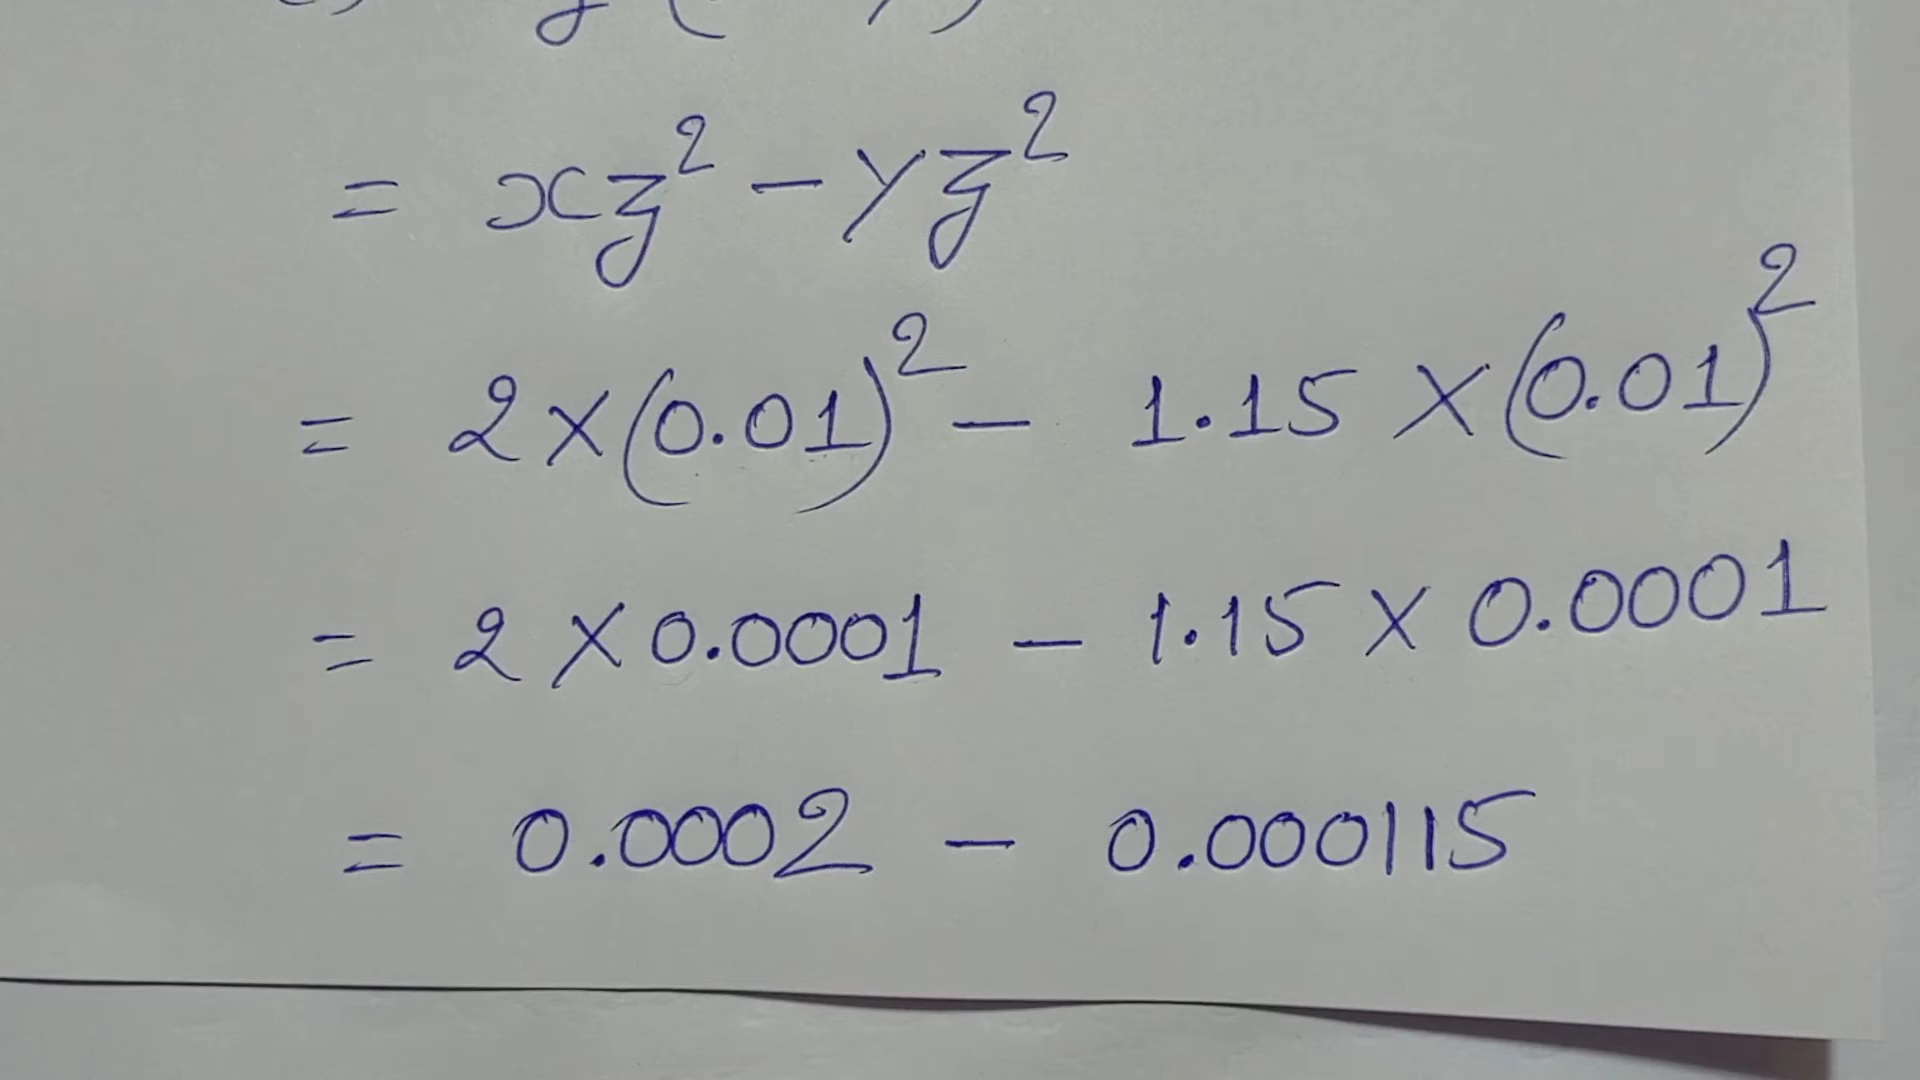 = xz² - yz²
= 2 × (0.01)² - 1.15 × (0.01)²
= 2 × 0.0001 - 1.15 × 0.0001
= 0.0002 - 0.000115